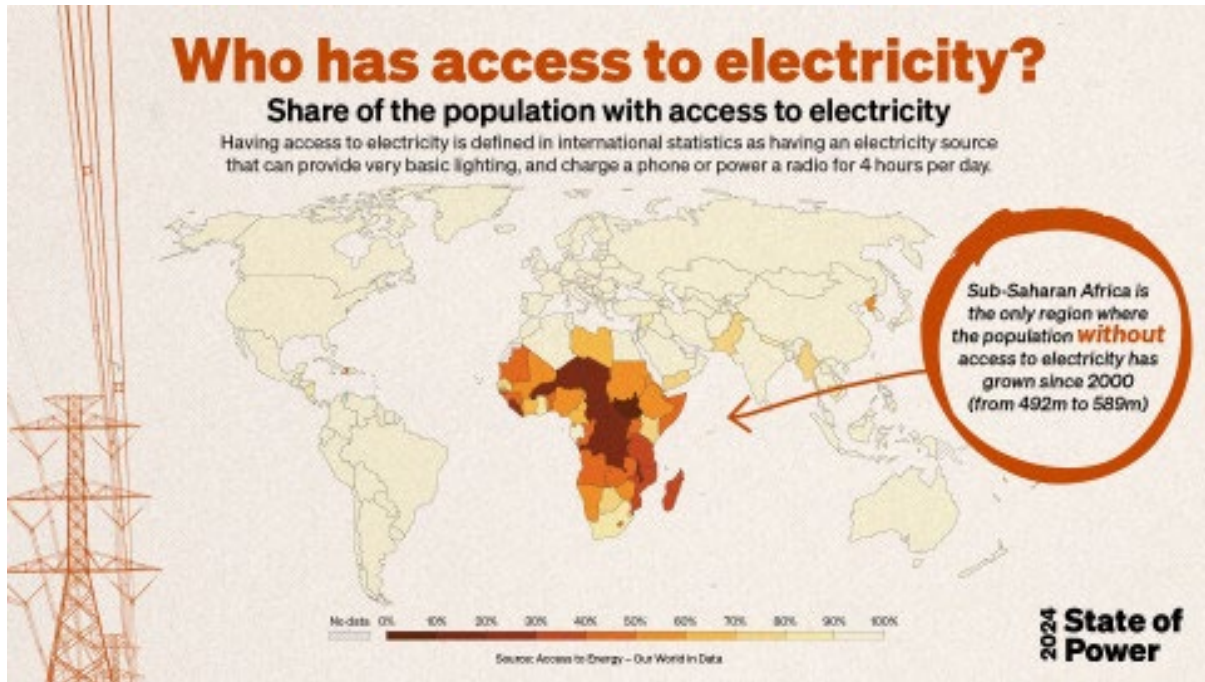 Who has access to electricity?
Share of the population with access to electricity
Having access to electricity is defined in international statistics as having an electricity source
that can provide very basic lighting, and charge a phone or power a radio for 4 hours per day.
Sub-Saharan Africa is
the only region where
the population without
access to electricity has
grown since 2000
(from 492m to 589m)
No data 0% 10% 20% 30% 40% 50% 60% 70% 80% 90% 100%
Source: Access to Energy – Our World in Data
2024 State of
Power